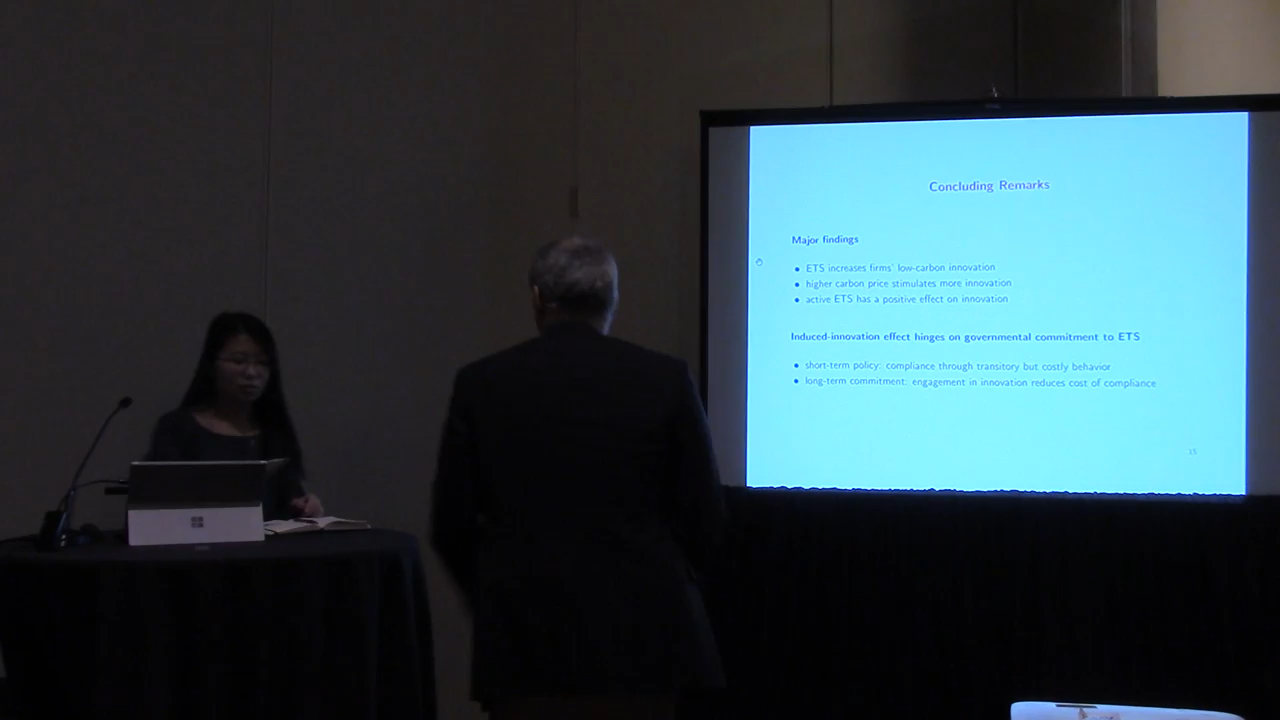 Concluding Remarks
Major findings
• ETS increases firms' low-carbon innovation
• higher carbon price stimulates more innovation
• active ETS has a positive effect on innovation
Induced-innovation effect hinges on governmental commitment to ETS
• short-term policy: compliance through transitory but costly behavior
• long-term commitment: engagement in innovation reduces cost of compliance
15